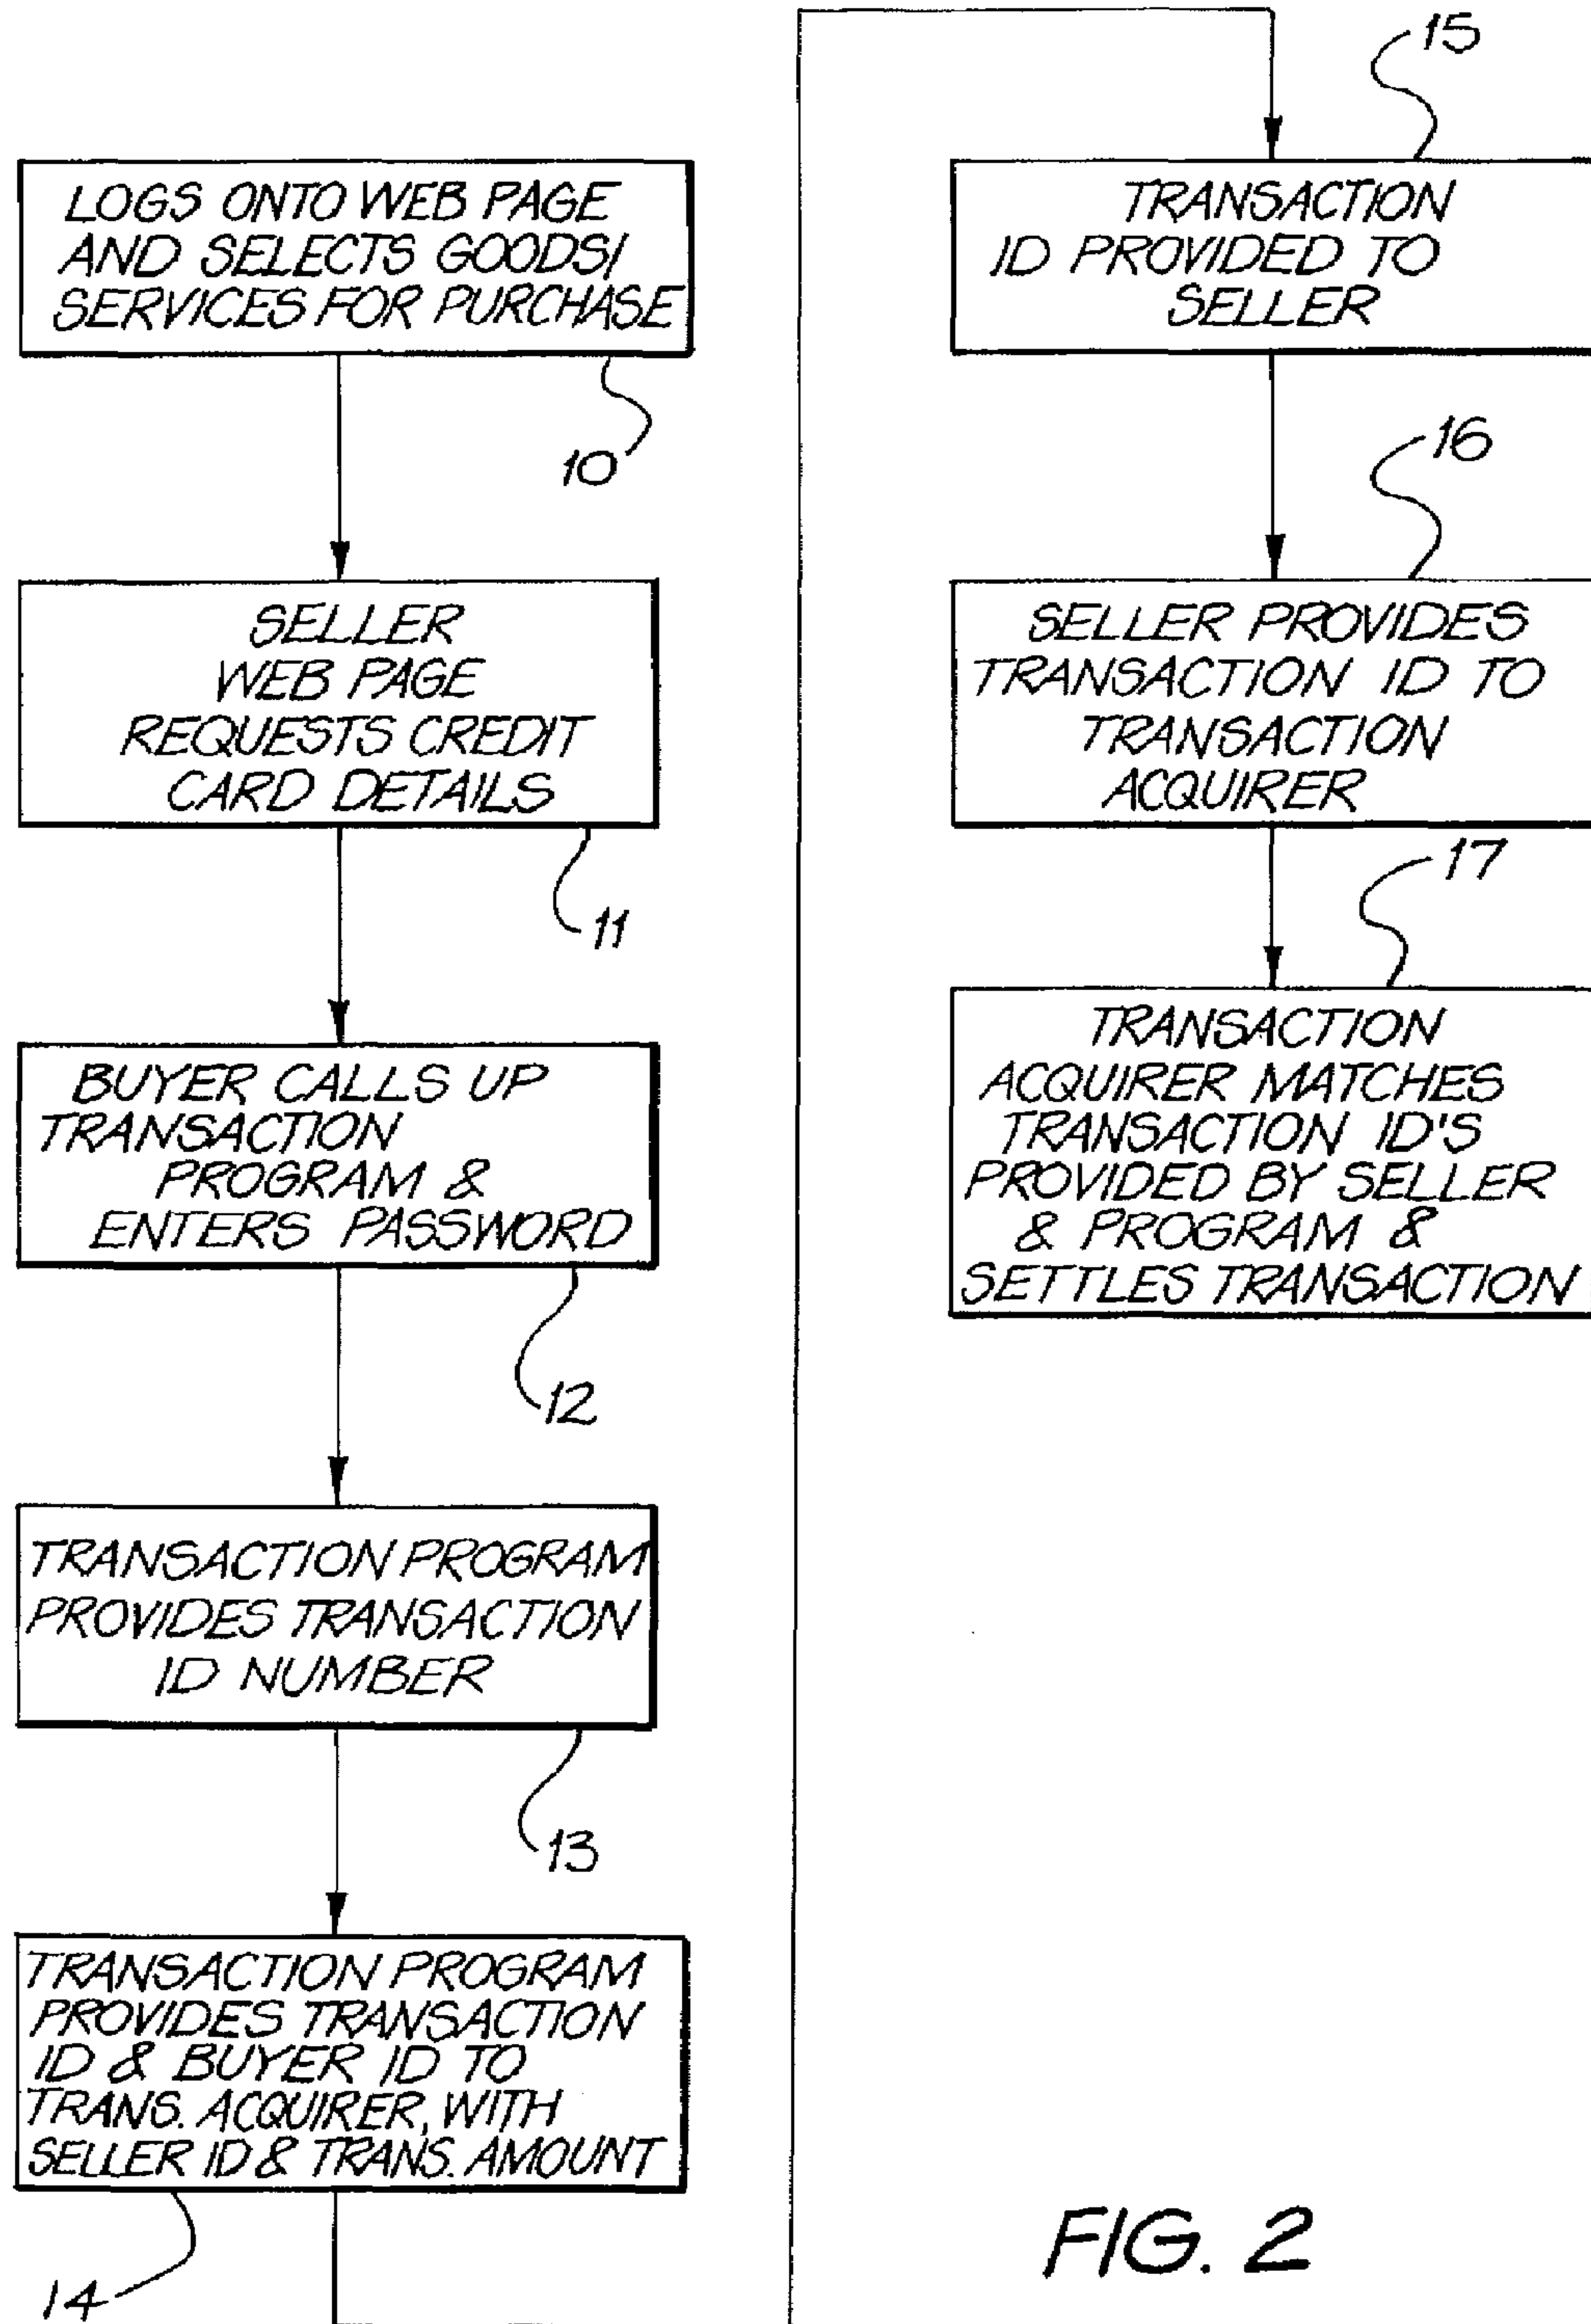 LOGS ONTO WEB PAGE
AND SELECTS GOODS/
SERVICES FOR PURCHASE
10
SELLER
WEB PAGE
REQUESTS CREDIT
CARD DETAILS
11
BUYER CALLS UP
TRANSACTION
PROGRAM &
ENTERS PASSWORD
12
TRANSACTION PROGRAM
PROVIDES TRANSACTION
ID NUMBER
13
TRANSACTION PROGRAM
PROVIDES TRANSACTION
ID & BUYER ID TO
TRANS. ACQUIRER, WITH
SELLER ID & TRANS. AMOUNT
14
15
TRANSACTION
ID PROVIDED TO
SELLER
16
SELLER PROVIDES
TRANSACTION ID TO
TRANSACTION
ACQUIRER
17
TRANSACTION
ACQUIRER MATCHES
TRANSACTION ID'S
PROVIDED BY SELLER
& PROGRAM &
SETTLES TRANSACTION
FIG. 2